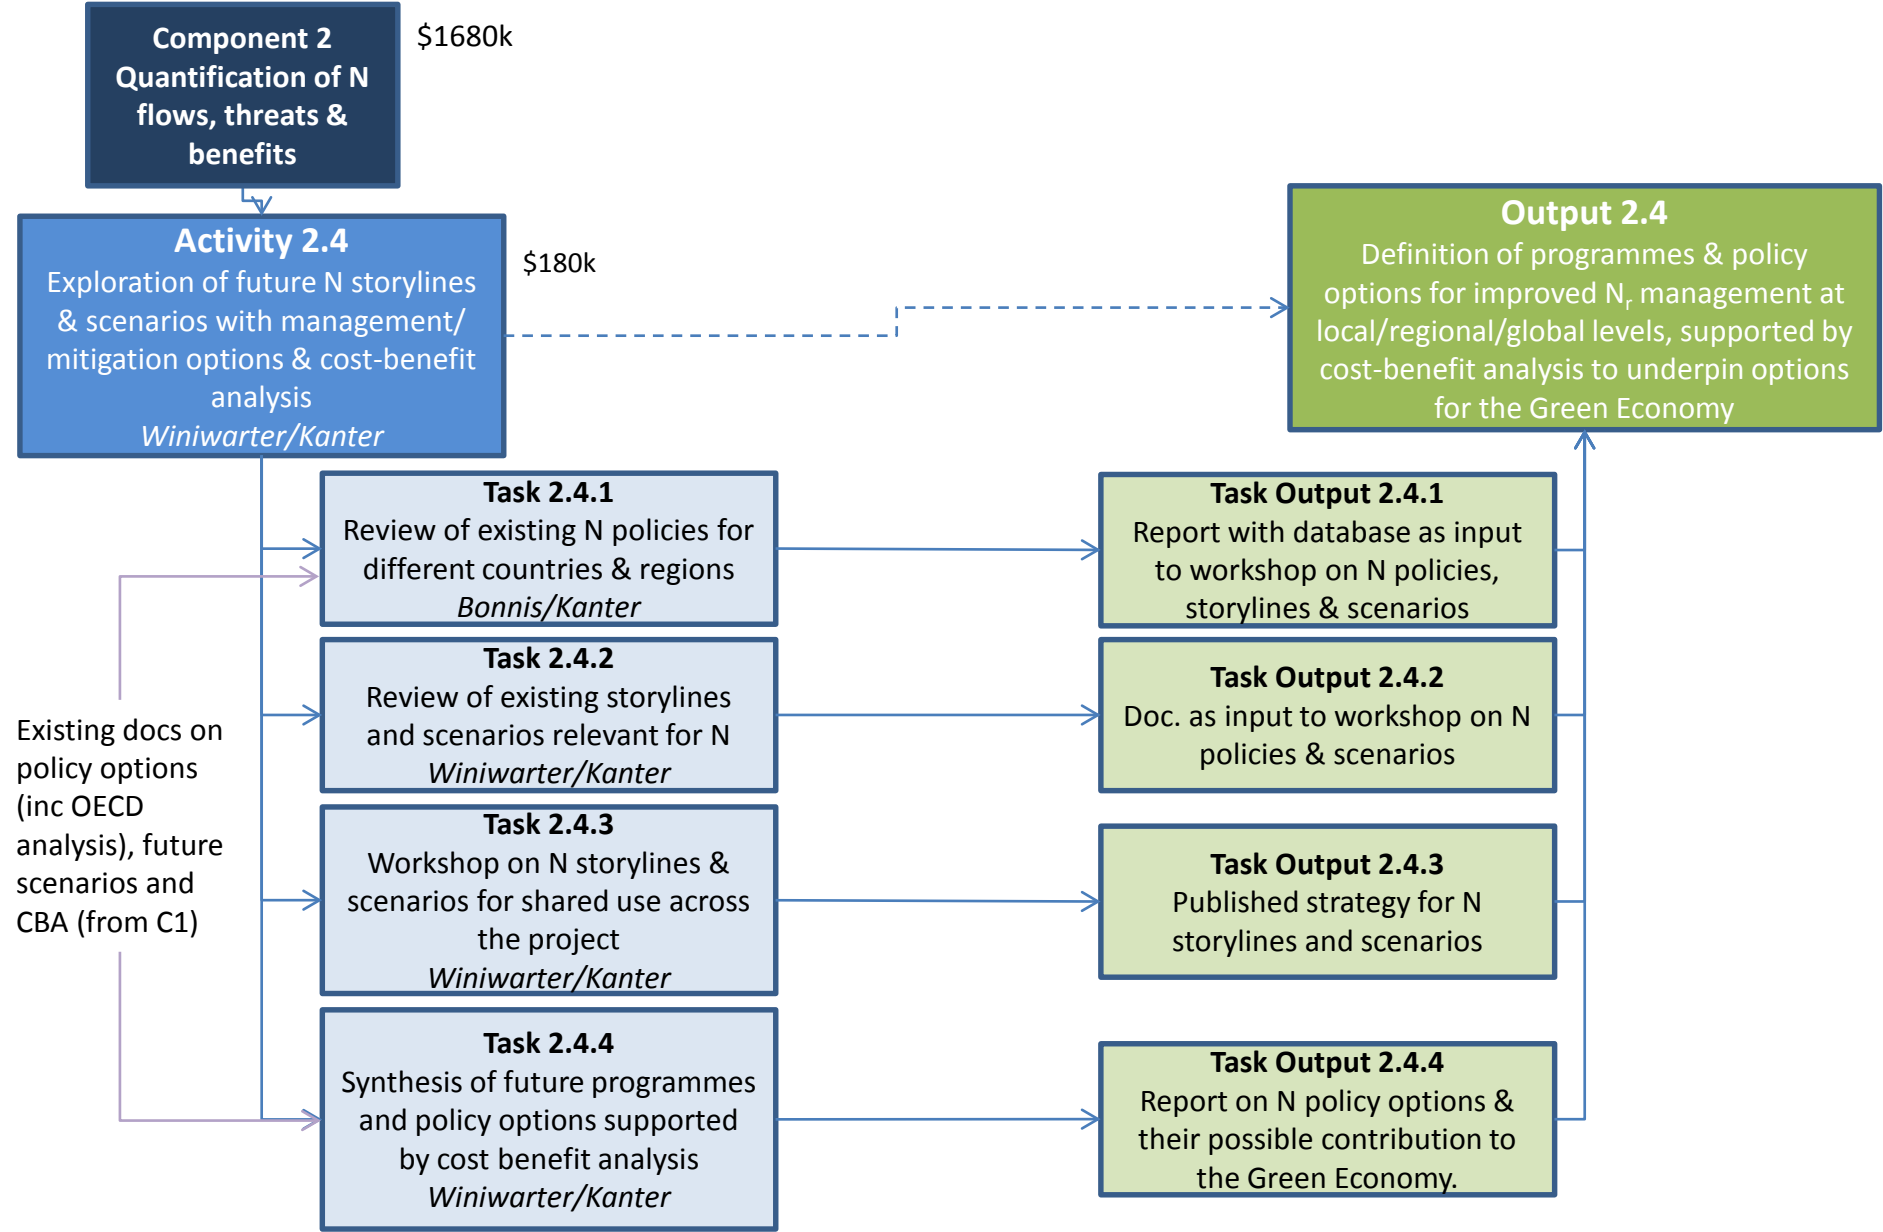 Component 2
Quantification of N
flows, threats &
benefits
$1680k
Activity 2.4
Exploration of future N storylines
& scenarios with management/
mitigation options & cost-benefit
analysis
Winiwarter/Kanter
$180k
Output 2.4
Definition of programmes & policy
options for improved Nr management at
local/regional/global levels, supported by
cost-benefit analysis to underpin options
for the Green Economy
Task 2.4.1
Review of existing N policies for
different countries & regions
Bonnis/Kanter
Task Output 2.4.1
Report with database as input
to workshop on N policies,
storylines & scenarios
Task 2.4.2
Review of existing storylines
and scenarios relevant for N
Winiwarter/Kanter
Task Output 2.4.2
Doc. as input to workshop on N
policies & scenarios
Existing docs on
policy options
(inc OECD
analysis), future
scenarios and
CBA (from C1)
Task 2.4.3
Workshop on N storylines &
scenarios for shared use across
the project
Winiwarter/Kanter
Task Output 2.4.3
Published strategy for N
storylines and scenarios
Task 2.4.4
Synthesis of future programmes
and policy options supported
by cost benefit analysis
Winiwarter/Kanter
Task Output 2.4.4
Report on N policy options &
their possible contribution to
the Green Economy.